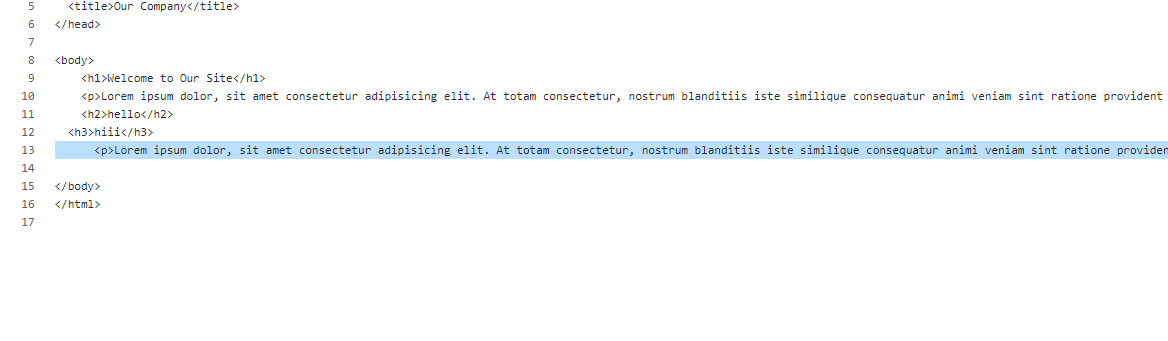 5 <title>Our Company</title>
6 </head>
7
8 <body>
9 <h1>Welcome to Our Site</h1>
10 <p>Lorem ipsum dolor, sit amet consectetur adipisicing elit. At totam consectetur, nostrum blanditiis iste similique consequatur animi veniam sint ratione provident
11 <h2>hello</h2>
12 <h3>hiii</h3>
13 <p>Lorem ipsum dolor, sit amet consectetur adipisicing elit. At totam consectetur, nostrum blanditiis iste similique consequatur animi veniam sint ratione providen
14
15 </body>
16 </html>
17